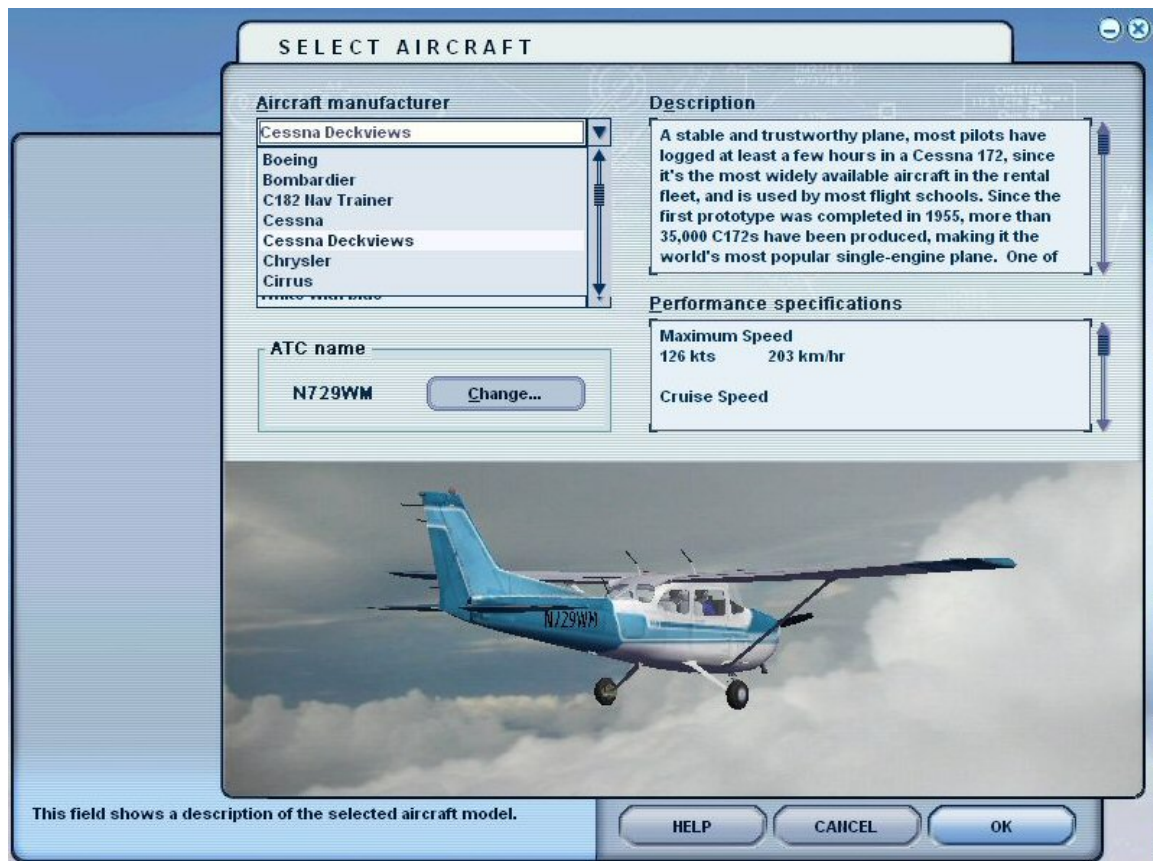 SELECT AIRCRAFT
Aircraft manufacturer
Cessna Deckviews
Boeing
Bombardier
C182 Nav Trainer
Cessna
Cessna Deckviews
Chrysler
Cirrus
White with blue
ATC name
N729WM
Change...
Description
A stable and trustworthy plane, most pilots have
logged at least a few hours in a Cessna 172, since
it's the most widely available aircraft in the rental
fleet, and is used by most flight schools. Since the
first prototype was completed in 1955, more than
35,000 C172s have been produced, making it the
world's most popular single-engine plane. One of
Performance specifications
Maximum Speed
126 kts 203 km/hr
Cruise Speed
N729WM
This field shows a description of the selected aircraft model.
HELP
CANCEL
OK